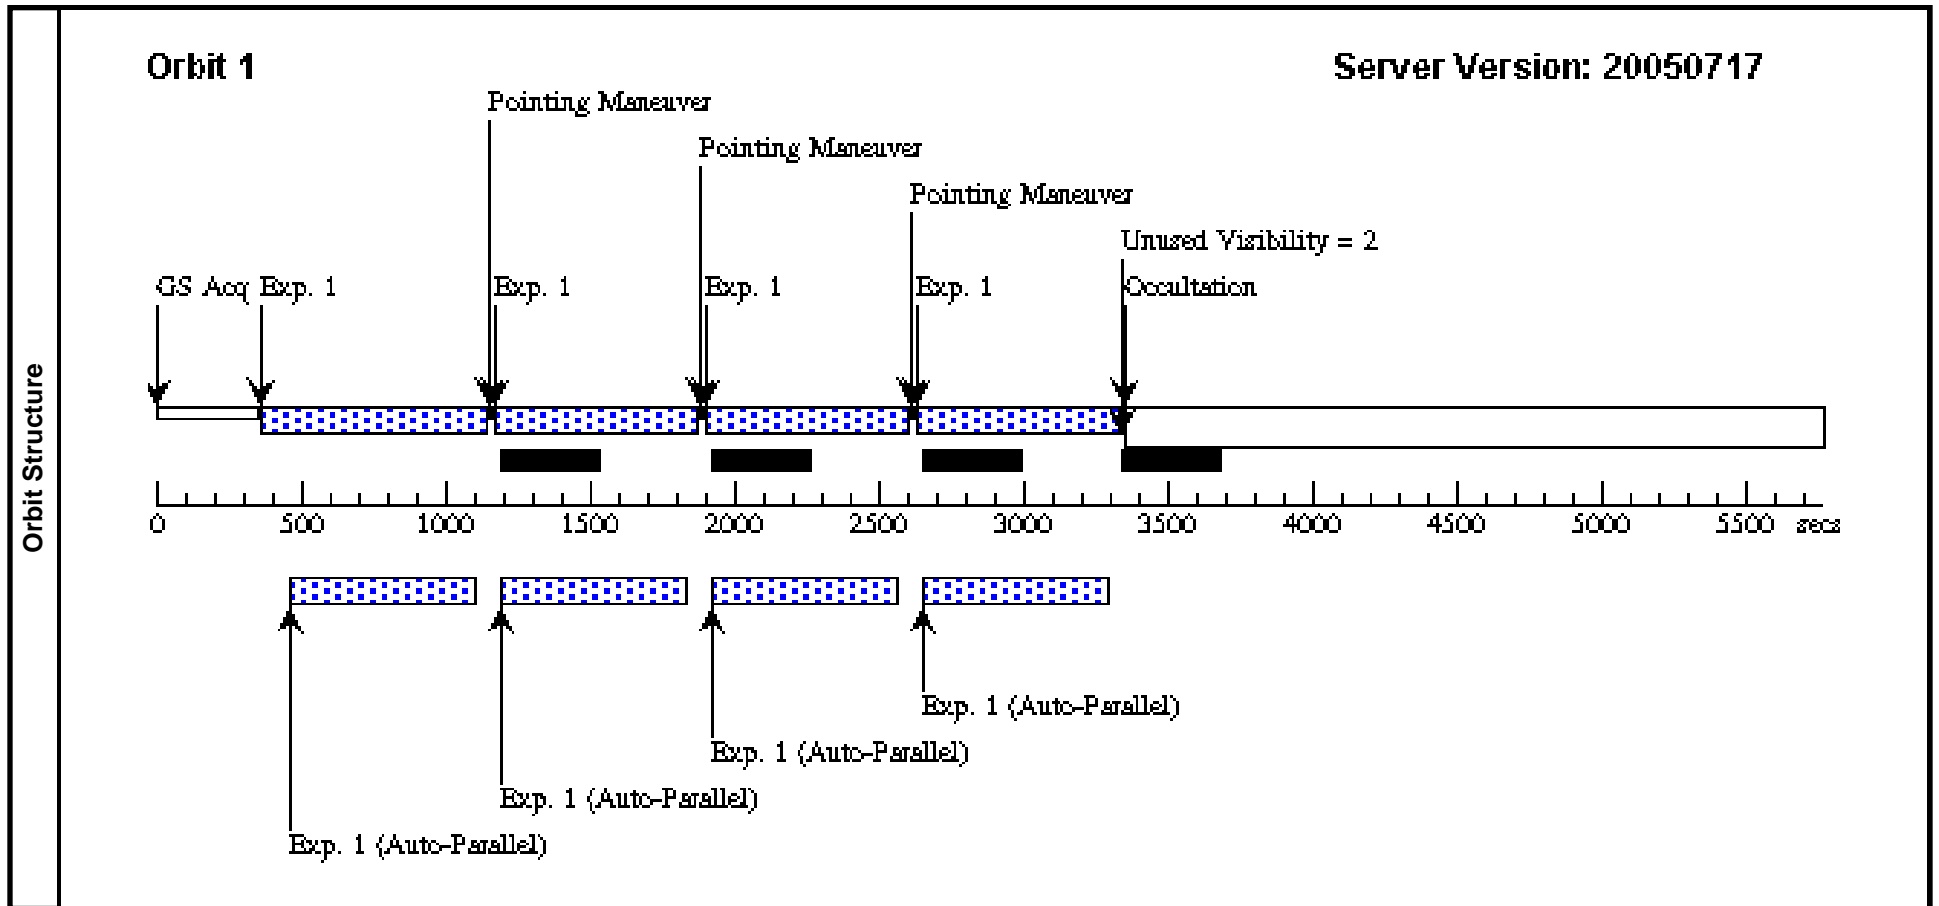 Orbit 1
Server Version: 20050717
Pointing Maneuver
Pointing Maneuver
Pointing Maneuver
Unused Visibility = 2
GS Acq
Exp. 1
Exp. 1
Exp. 1
Exp. 1
Occultation
Orbit Structure
0 500 1000 1500 2000 2500 3000 3500 4000 4500 5000 5500 secs
Exp. 1 (Auto-Parallel)
Exp. 1 (Auto-Parallel)
Exp. 1 (Auto-Parallel)
Exp. 1 (Auto-Parallel)